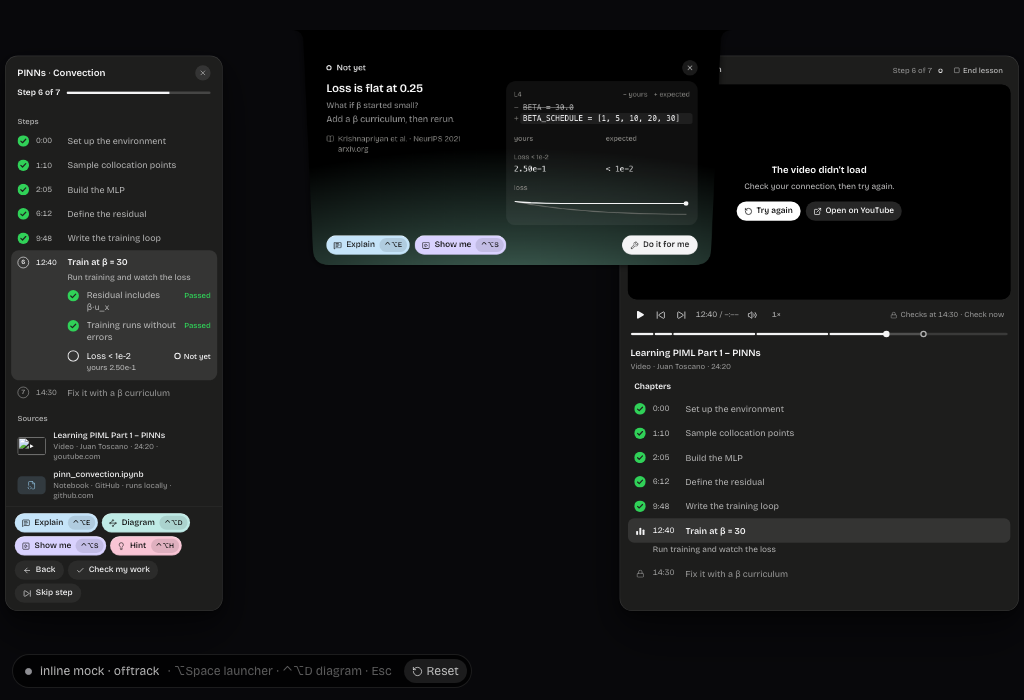 PINNs · Convection
Step 6 of 7
Steps
0:00 Set up the environment
1:10 Sample collocation points
2:05 Build the MLP
6:12 Define the residual
9:48 Write the training loop
6 12:40 Train at β = 30
Run training and watch the loss
Residual includes Passed
β·u_x
Training runs without Passed
errors
Loss < 1e-2 Not yet
yours 2.50e-1
7 14:30 Fix it with a β curriculum
Sources
Learning PIML Part 1 – PINNs
Video · Juan Toscano · 24:20 ·
youtube.com
pinn_convection.ipynb
Notebook · GitHub · runs locally ·
github.com
Explain ^⌥E Diagram ^⌥D
Show me ^⌥S Hint ^⌥H
Back Check my work
Skip step
Not yet
Loss is flat at 0.25
What if β started small?
Add a β curriculum, then rerun.
Krishnapriyan et al. · NeurIPS 2021
arxiv.org
L4 − yours + expected
− BETA = 30.0
+ BETA_SCHEDULE = [1, 5, 10, 20, 30]
yours expected
Loss < 1e-2
2.50e-1 < 1e-2
loss
Explain ^⌥E Show me ^⌥S Do it for me
Step 6 of 7 End lesson
The video didn't load
Check your connection, then try again.
Try again Open on YouTube
12:40 / –:–– 1× Checks at 14:30 · Check now
Learning PIML Part 1 – PINNs
Video · Juan Toscano · 24:20
Chapters
0:00 Set up the environment
1:10 Sample collocation points
2:05 Build the MLP
6:12 Define the residual
9:48 Write the training loop
12:40 Train at β = 30
Run training and watch the loss
14:30 Fix it with a β curriculum
inline mock · offtrack · ⌥Space launcher · ^⌥D diagram · Esc Reset